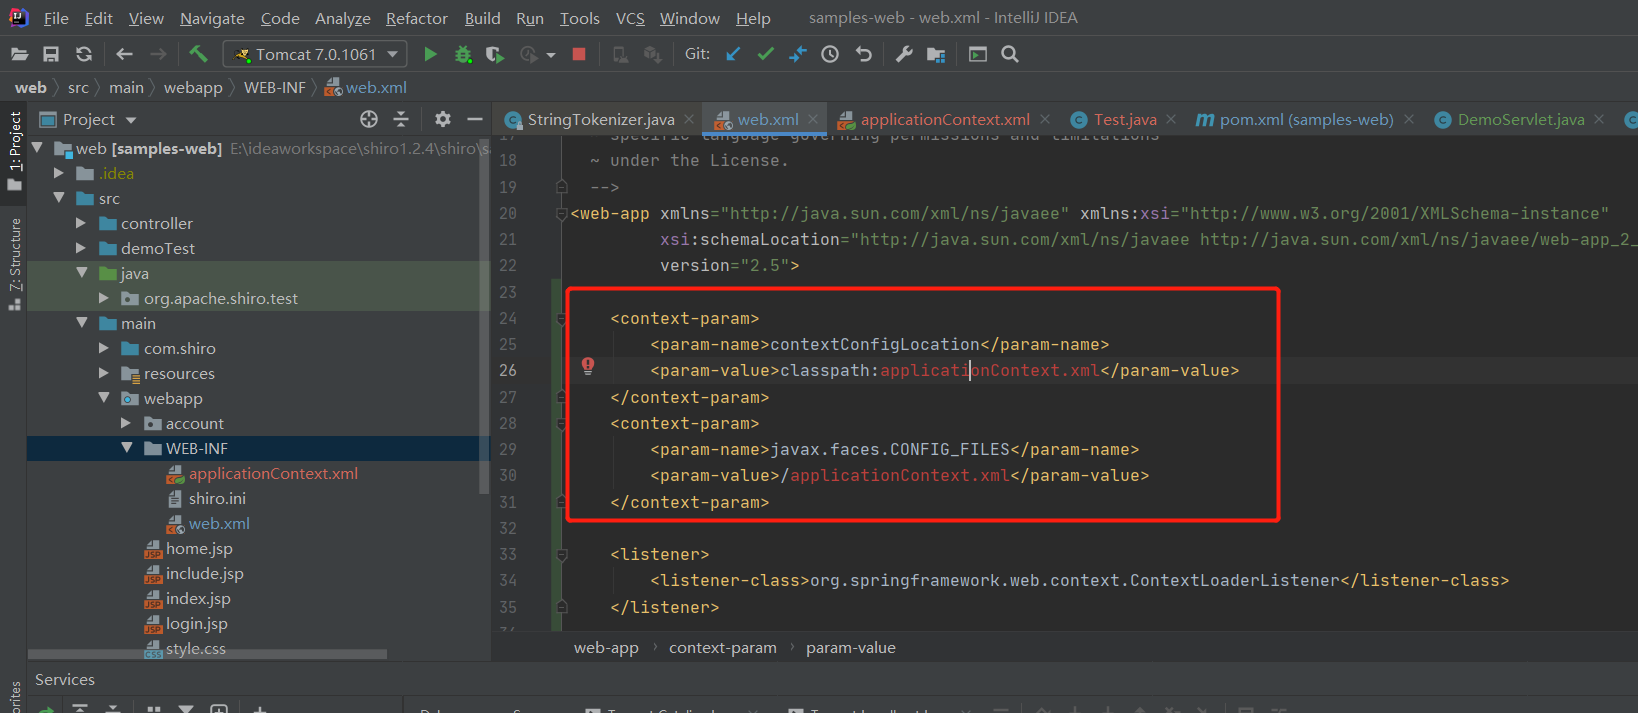 File Edit View Navigate Code Analyze Refactor Build Run Tools VCS Window Help samples-web - web.xml - IntelliJ IDEA
Tomcat 7.0.1061 Git:
web src main webapp WEB-INF web.xml
1: Project
7: Structure
Project
web [samples-web] E:\ideaworkspace\shiro1.2.4\shiro\s
.idea
src
controller
demoTest
java
org.apache.shiro.test
main
com.shiro
resources
webapp
account
WEB-INF
applicationContext.xml
shiro.ini
web.xml
home.jsp
include.jsp
index.jsp
login.jsp
style.css
StringTokenizer.java web.xml applicationContext.xml Test.java pom.xml (samples-web) DemoServlet.java
17 specific language governing permissions and limitations
18 ~ under the License.
19 -->
20 <web-app xmlns="http://java.sun.com/xml/ns/javaee" xmlns:xsi="http://www.w3.org/2001/XMLSchema-instance"
21 xsi:schemaLocation="http://java.sun.com/xml/ns/javaee http://java.sun.com/xml/ns/javaee/web-app_2_
22 version="2.5">
23
24 <context-param>
25 <param-name>contextConfigLocation</param-name>
26 <param-value>classpath:applicationContext.xml</param-value>
27 </context-param>
28 <context-param>
29 <param-name>javax.faces.CONFIG_FILES</param-name>
30 <param-value>/applicationContext.xml</param-value>
31 </context-param>
32
33 <listener>
34 <listener-class>org.springframework.web.context.ContextLoaderListener</listener-class>
35 </listener>
web-app context-param param-value
Services